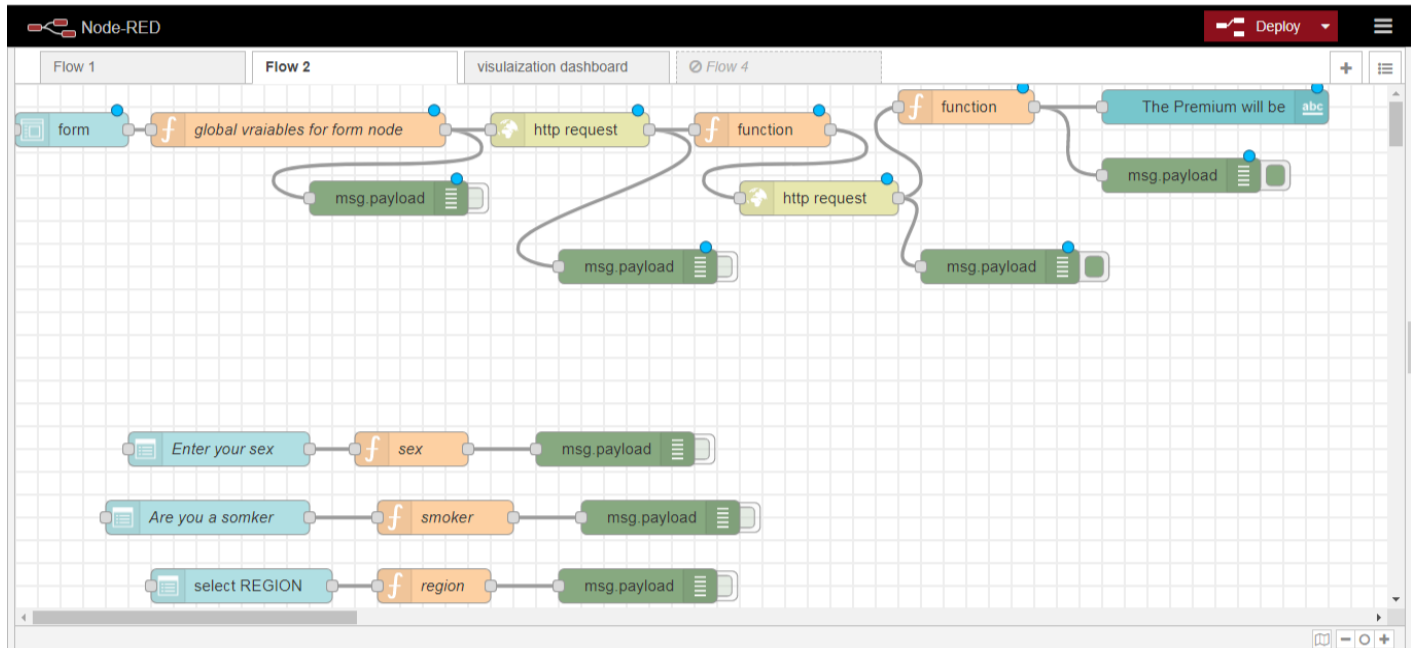 Node-RED
Deploy
Flow 1
Flow 2
visulaization dashboard
Flow 4
form
global vraiables for form node
http request
function
function
The Premium will be
abc
msg.payload
http request
msg.payload
msg.payload
msg.payload
Enter your sex
sex
msg.payload
Are you a somker
smoker
msg.payload
select REGION
region
msg.payload